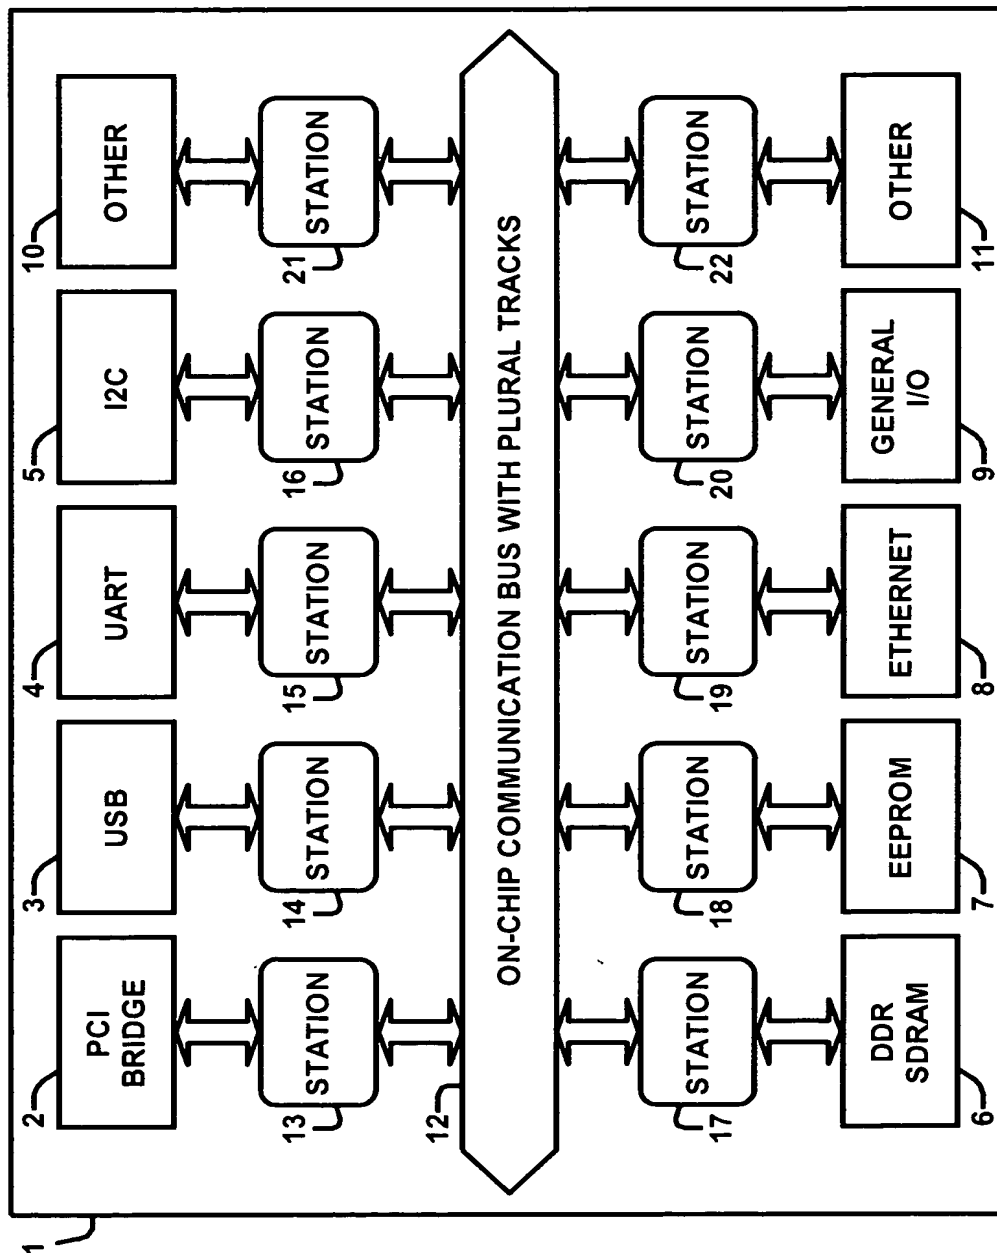 1
2
3
4
5
10
PCI
BRIDGE
USB
UART
I2C
OTHER
13
STATION
14
STATION
15
STATION
16
STATION
21
STATION
12
ON-CHIP COMMUNICATION BUS WITH PLURAL TRACKS
STATION
17
STATION
18
STATION
19
STATION
20
STATION
22
DDR
SDRAM
EEPROM
ETHERNET
GENERAL
I/O
OTHER
6
7
8
9
11